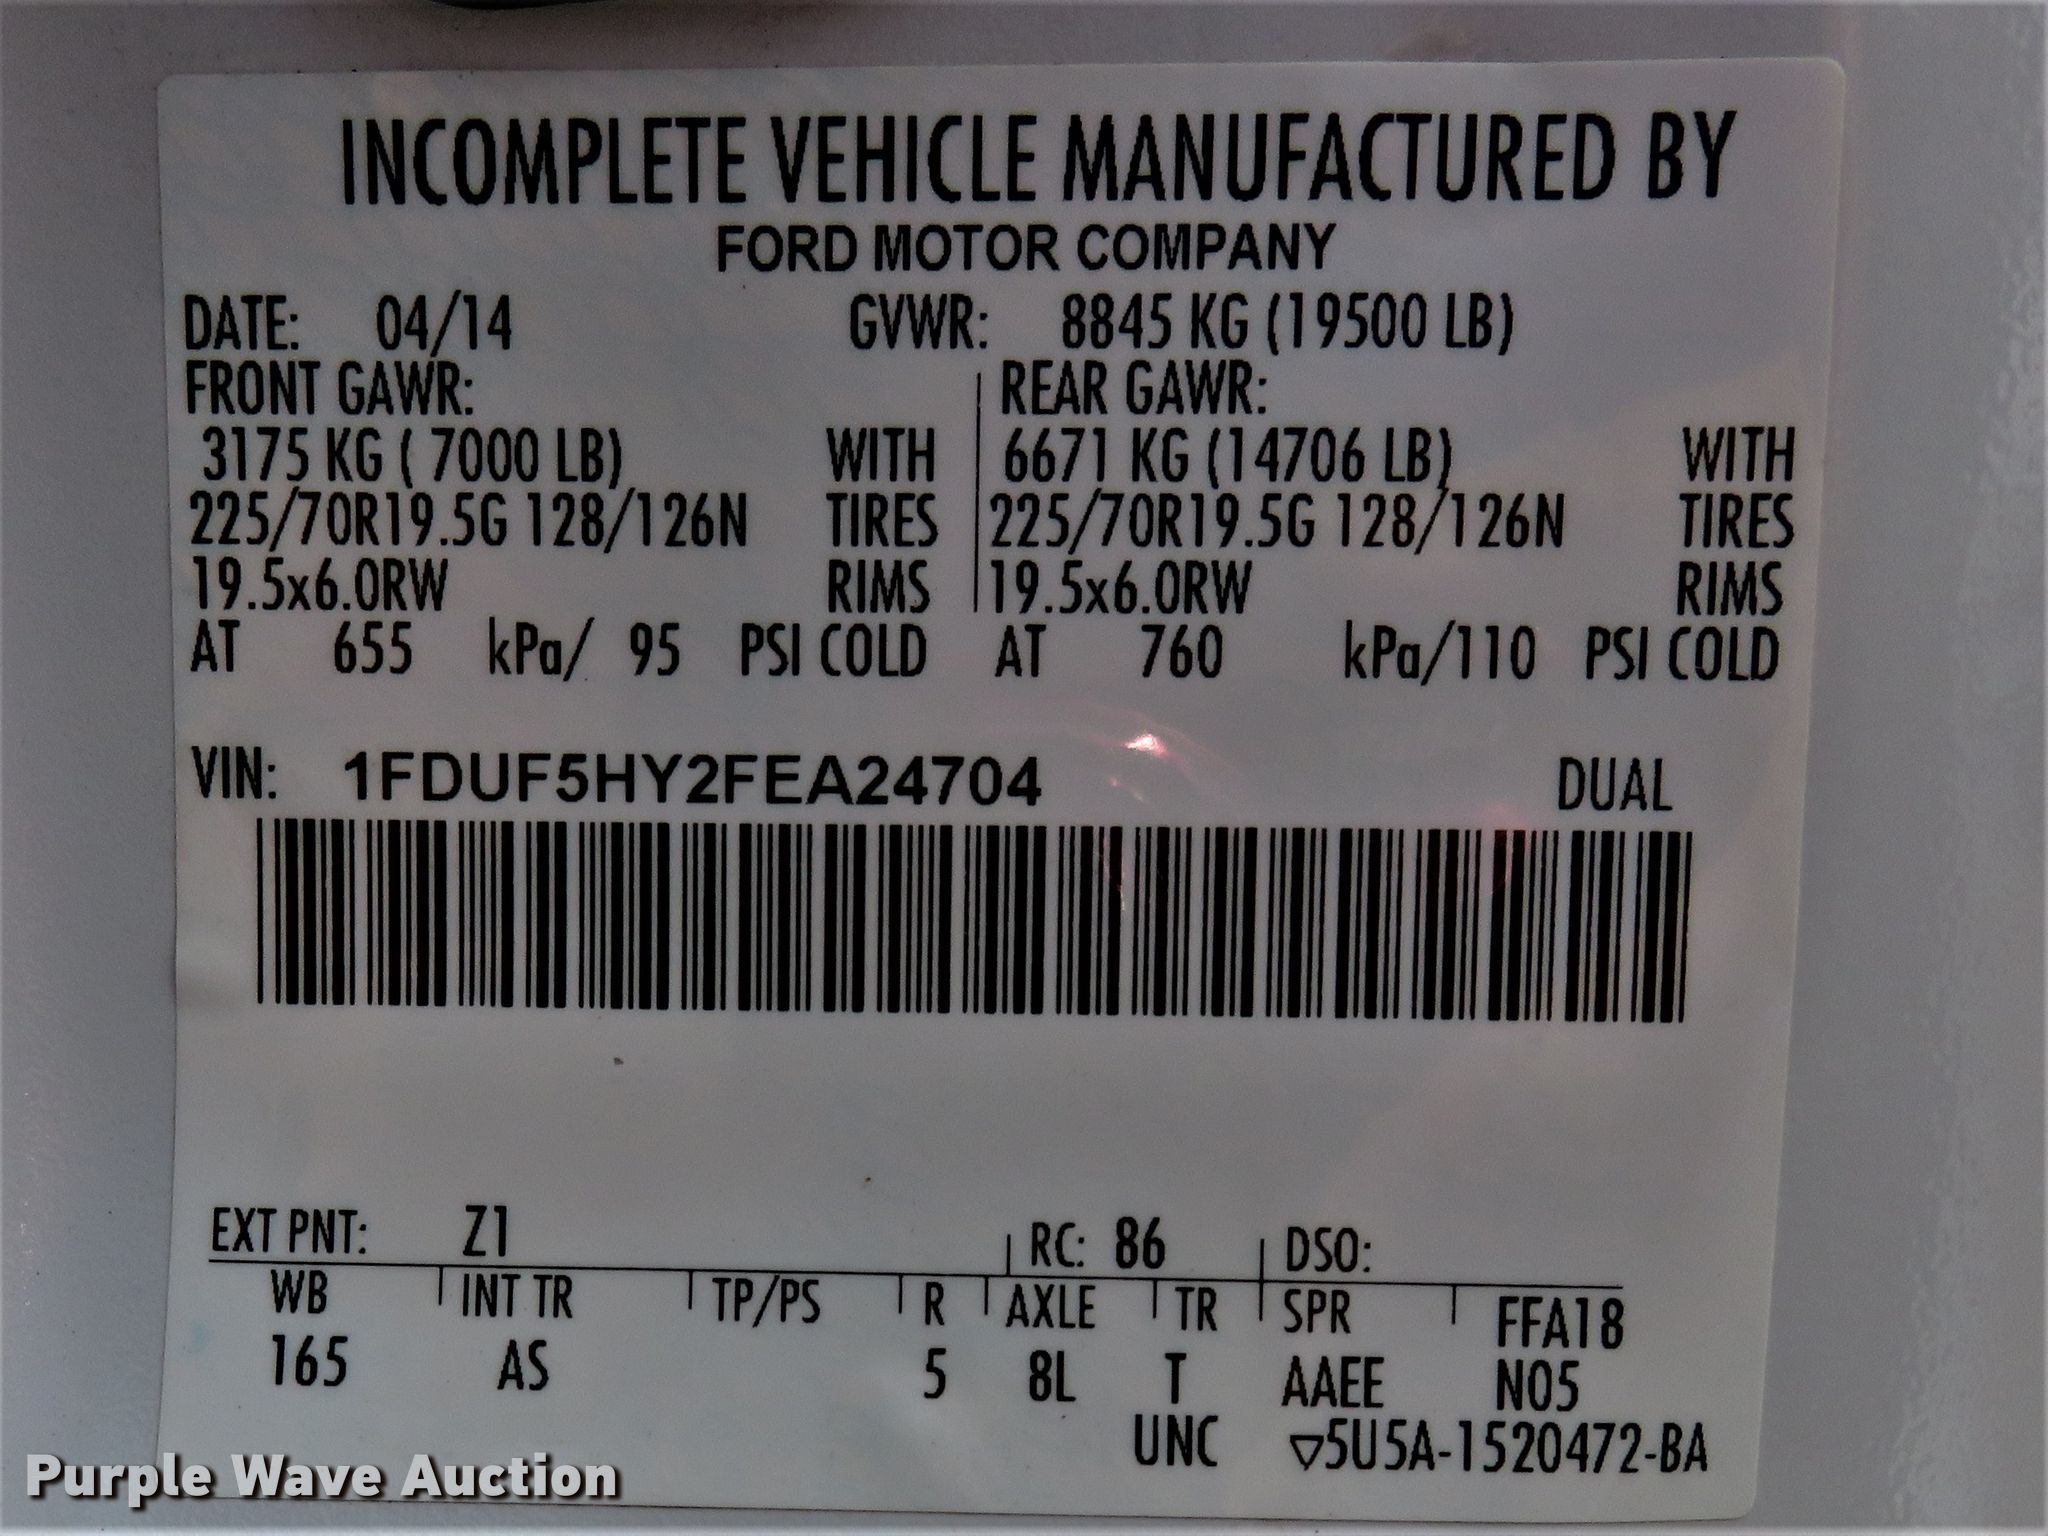 INCOMPLETE VEHICLE MANUFACTURED BY
FORD MOTOR COMPANY
DATE: 04/14 GVWR: 8845 KG (19500 LB)
FRONT GAWR: REAR GAWR:
3175 KG ( 7000 LB) WITH 6671 KG (14706 LB) WITH
225/70R19.5G 128/126N TIRES 225/70R19.5G 128/126N TIRES
19.5x6.0RW RIMS 19.5x6.0RW RIMS
AT 655 kPa/ 95 PSI COLD AT 760 kPa/110 PSI COLD
VIN: 1FDUF5HY2FEA24704 DUAL
EXT PNT: Z1 RC: 86 DSO:
WB INT TR TP/PS R AXLE TR SPR FFA18
165 AS 5 8L T AAEE N05
UNC ▽5U5A-1520472-BA
Purple Wave Auction